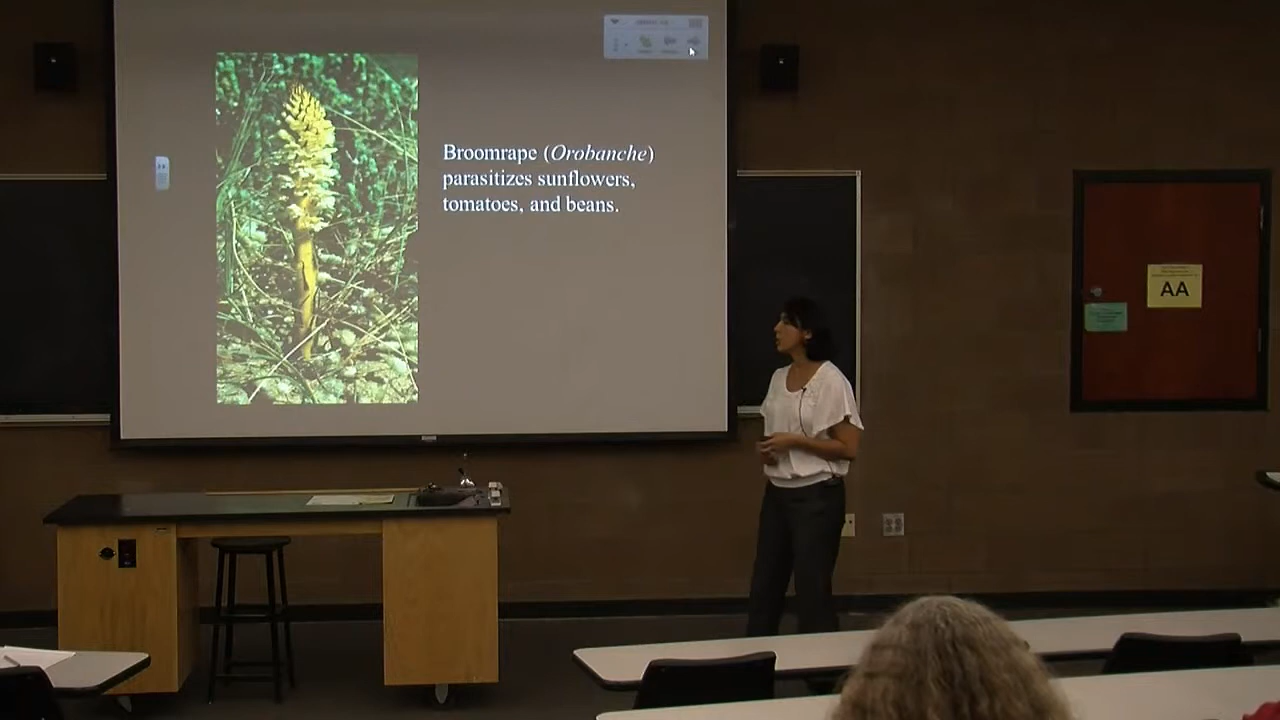 Broomrape (Orobanche)
parasitizes sunflowers,
tomatoes, and beans.
AA